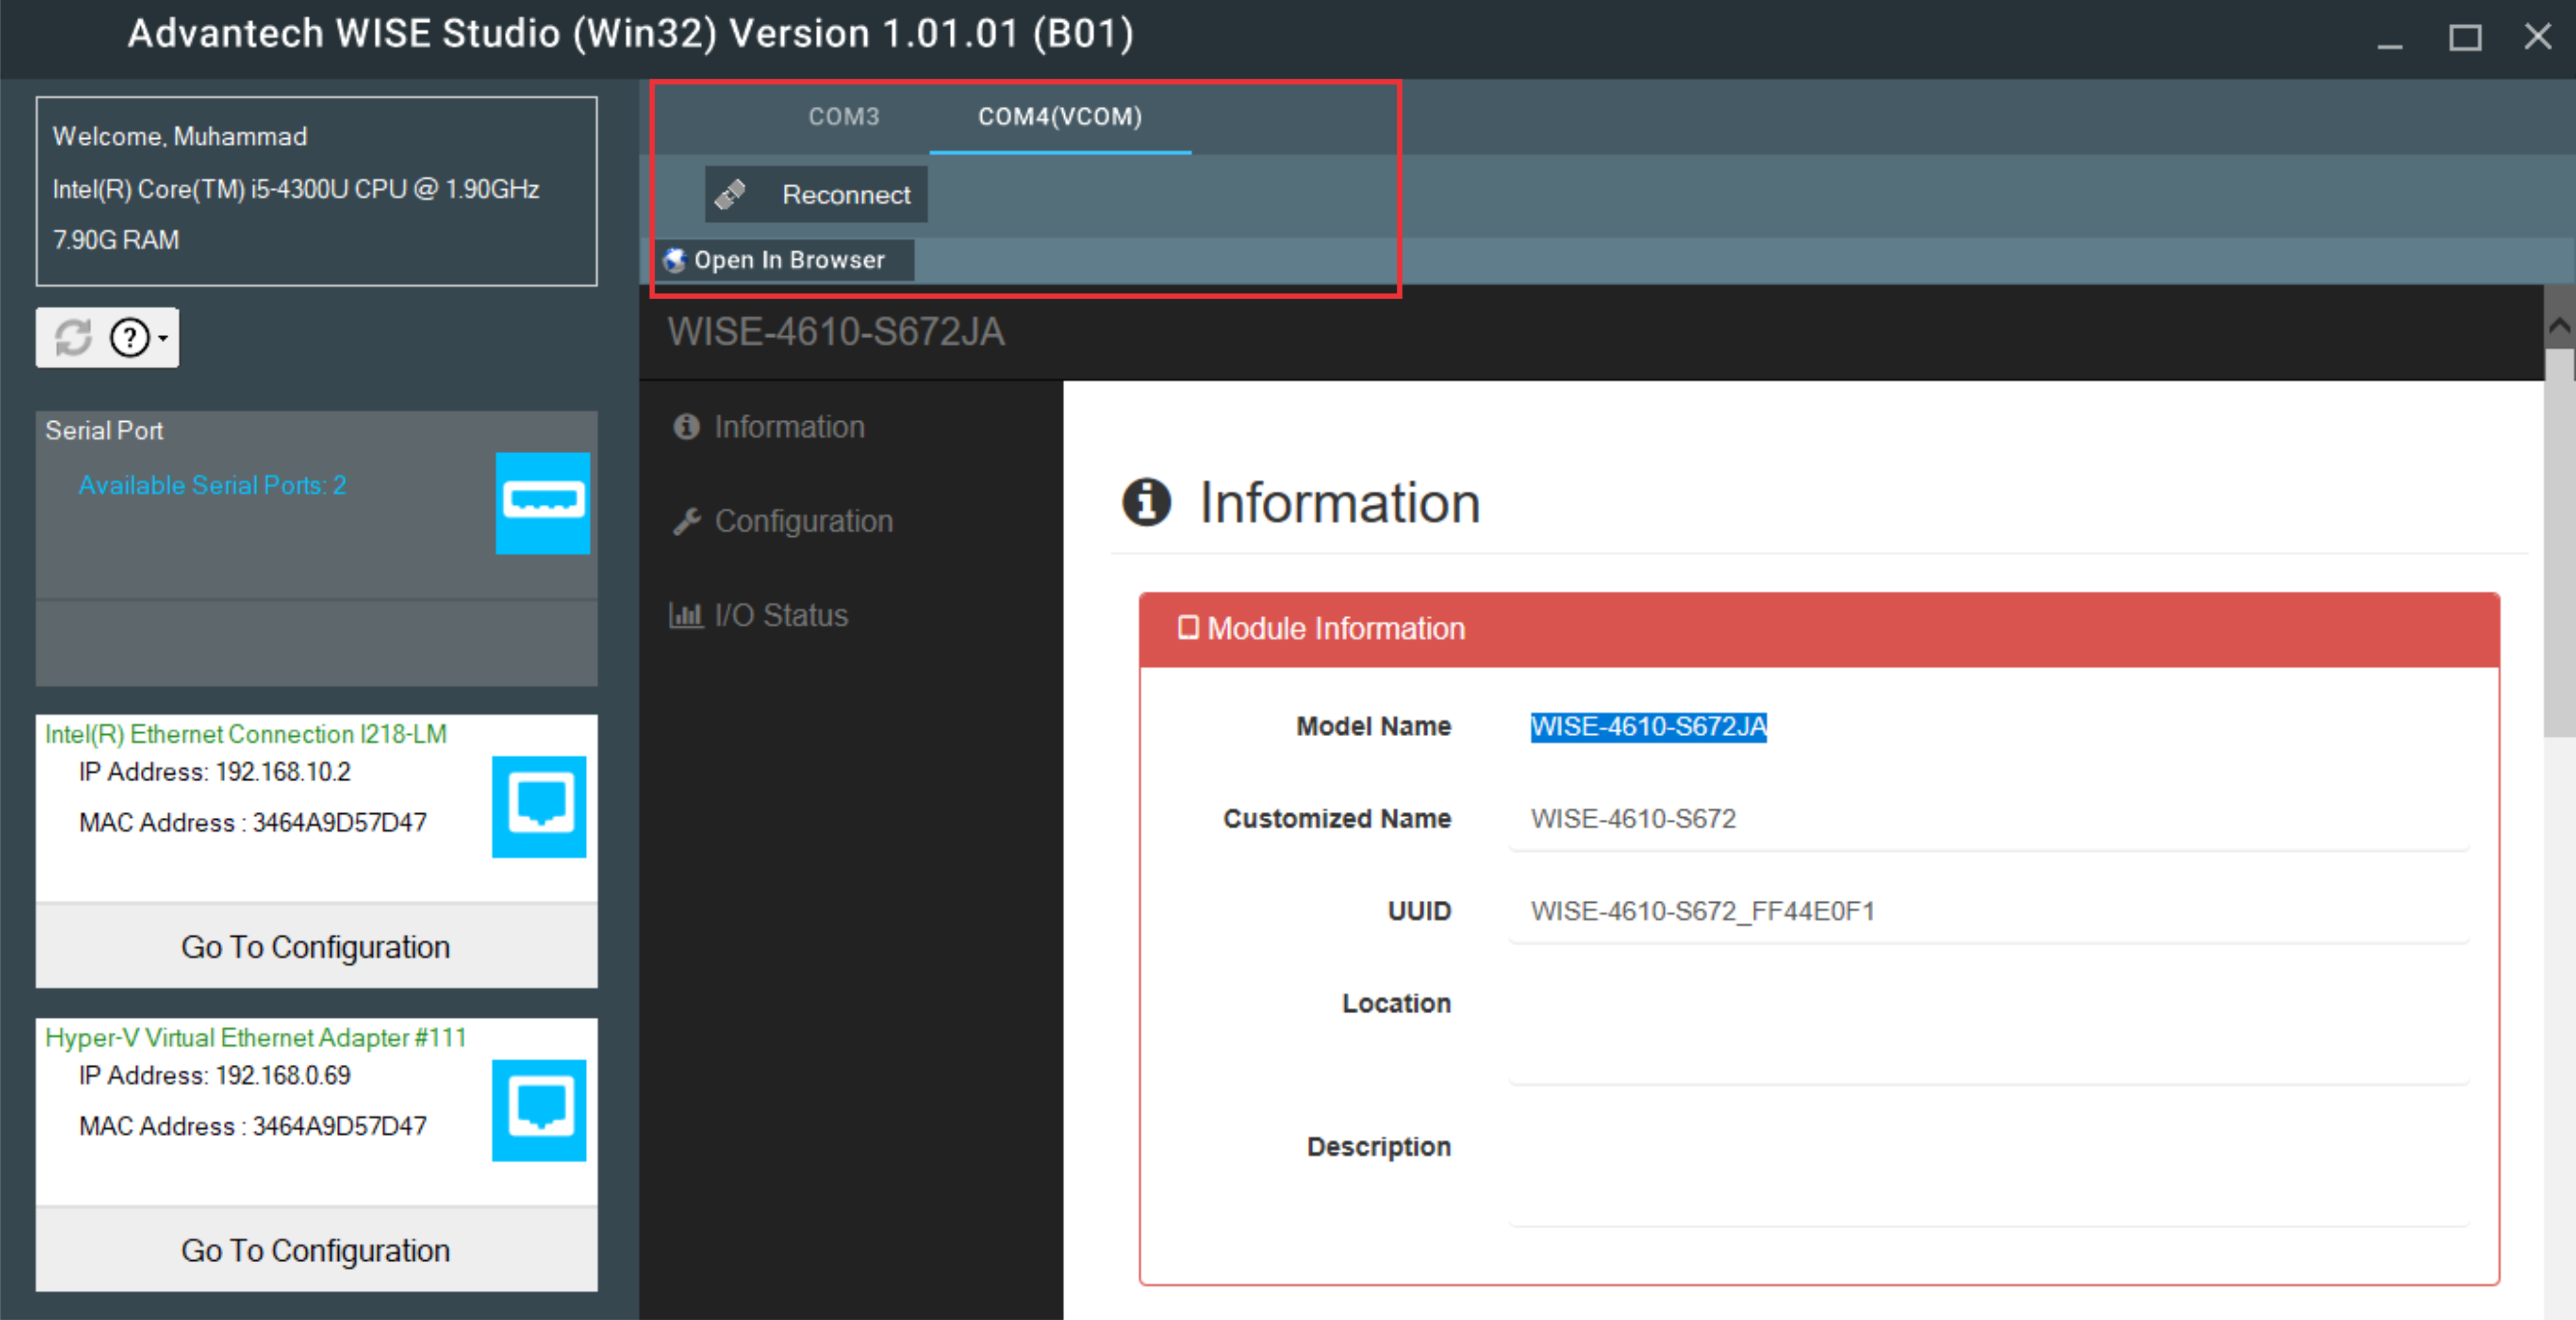 Advantech WISE Studio (Win32) Version 1.01.01 (B01)
Welcome, Muhammad
Intel(R) Core(TM) i5-4300U CPU @ 1.90GHz
7.90G RAM
?
Serial Port
Available Serial Ports: 2
Intel(R) Ethernet Connection I218-LM
IP Address: 192.168.10.2
MAC Address : 3464A9D57D47
Go To Configuration
Hyper-V Virtual Ethernet Adapter #111
IP Address: 192.168.0.69
MAC Address : 3464A9D57D47
Go To Configuration
COM3 COM4(VCOM)
Reconnect
Open In Browser
WISE-4610-S672JA
Information
Configuration
I/O Status
Information
Module Information
Model Name WISE-4610-S672JA
Customized Name WISE-4610-S672
UUID WISE-4610-S672_FF44E0F1
Location
Description